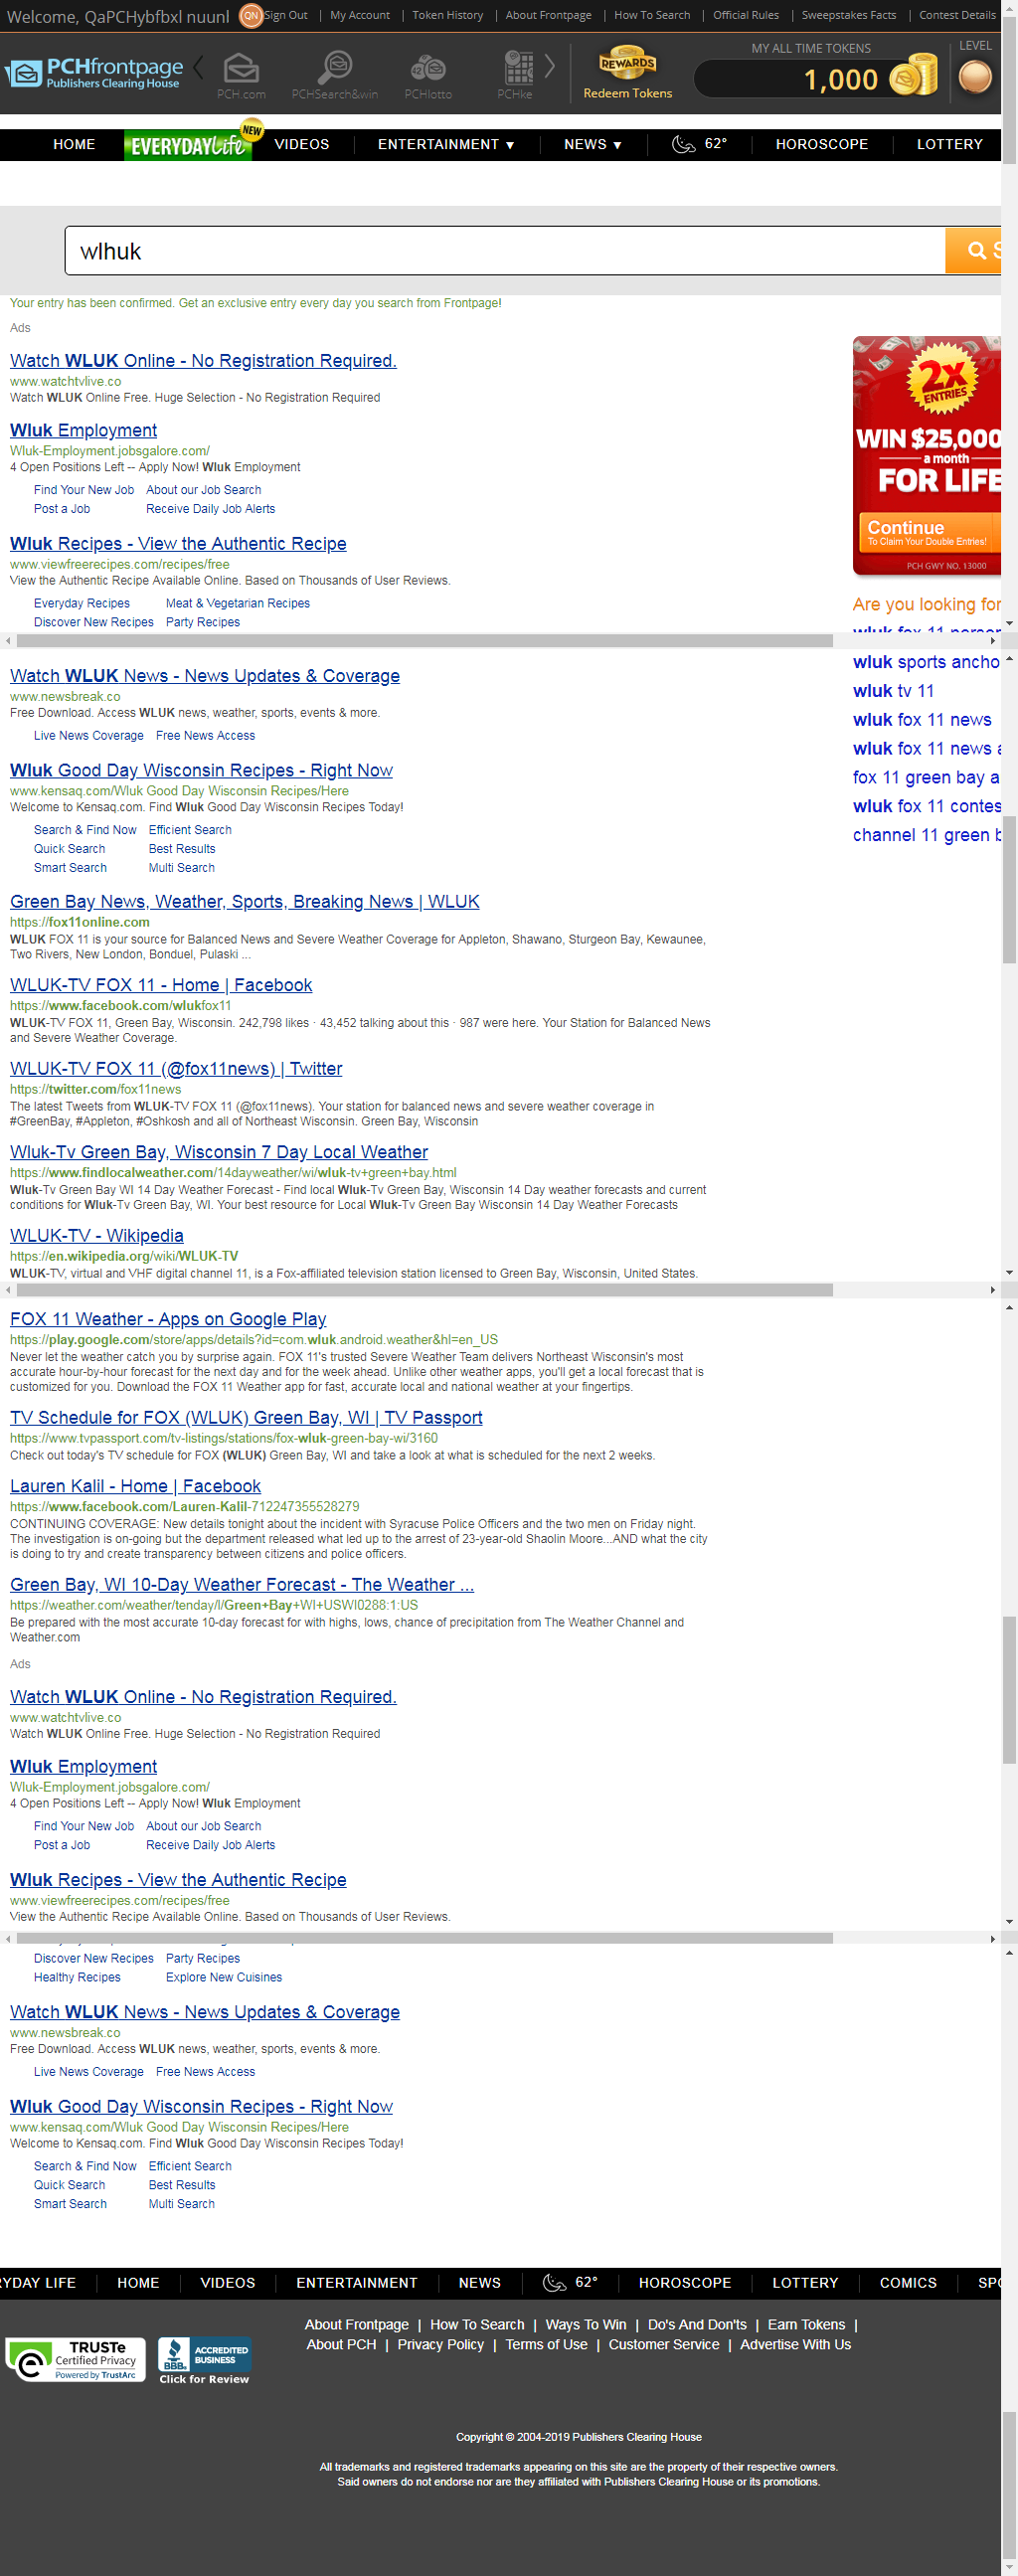 Welcome, QaPCHybfbxl nuunl QN Sign Out | My Account | Token History | About Frontpage | How To Search | Official Rules | Sweepstakes Facts | Contest Details
PCHfrontpage
Publishers Clearing House
PCH.com PCHSearch&win PCHlotto PCHke
REWARDS
Redeem Tokens
MY ALL TIME TOKENS
1,000
LEVEL
HOME EVERYDAY Life NEW VIDEOS ENTERTAINMENT ▼ NEWS ▼ 62° HOROSCOPE LOTTERY
wlhuk
S
Your entry has been confirmed. Get an exclusive entry every day you search from Frontpage!
Ads
Watch WLUK Online - No Registration Required.
www.watchtvlive.co
Watch WLUK Online Free. Huge Selection - No Registration Required
Wluk Employment
Wluk-Employment.jobsgalore.com/
4 Open Positions Left -- Apply Now! Wluk Employment
Find Your New Job About our Job Search
Post a Job Receive Daily Job Alerts
Wluk Recipes - View the Authentic Recipe
www.viewfreerecipes.com/recipes/free
View the Authentic Recipe Available Online. Based on Thousands of User Reviews.
Everyday Recipes Meat & Vegetarian Recipes
Discover New Recipes Party Recipes
2X
ENTRIES
WIN $25,000
a month
FOR LIFE
Continue
To Claim Your Double Entries!
PCH GWY NO. 13000
Are you looking for
wluk fox 11 person
Watch WLUK News - News Updates & Coverage
www.newsbreak.co
Free Download. Access WLUK news, weather, sports, events & more.
Live News Coverage Free News Access
Wluk Good Day Wisconsin Recipes - Right Now
www.kensaq.com/Wluk Good Day Wisconsin Recipes/Here
Welcome to Kensaq.com. Find Wluk Good Day Wisconsin Recipes Today!
Search & Find Now Efficient Search
Quick Search Best Results
Smart Search Multi Search
wluk sports ancho
wluk tv 11
wluk fox 11 news
wluk fox 11 news a
fox 11 green bay a
wluk fox 11 contes
channel 11 green b
Green Bay News, Weather, Sports, Breaking News | WLUK
https://fox11online.com
WLUK FOX 11 is your source for Balanced News and Severe Weather Coverage for Appleton, Shawano, Sturgeon Bay, Kewaunee,
Two Rivers, New London, Bonduel, Pulaski ...
WLUK-TV FOX 11 - Home | Facebook
https://www.facebook.com/wlukfox11
WLUK-TV FOX 11, Green Bay, Wisconsin. 242,798 likes · 43,452 talking about this · 987 were here. Your Station for Balanced News
and Severe Weather Coverage.
WLUK-TV FOX 11 (@fox11news) | Twitter
https://twitter.com/fox11news
The latest Tweets from WLUK-TV FOX 11 (@fox11news). Your station for balanced news and severe weather coverage in
#GreenBay, #Appleton, #Oshkosh and all of Northeast Wisconsin. Green Bay, Wisconsin
Wluk-Tv Green Bay, Wisconsin 7 Day Local Weather
https://www.findlocalweather.com/14dayweather/wi/wluk-tv+green+bay.html
Wluk-Tv Green Bay WI 14 Day Weather Forecast - Find local Wluk-Tv Green Bay, Wisconsin 14 Day weather forecasts and current
conditions for Wluk-Tv Green Bay, WI. Your best resource for Local Wluk-Tv Green Bay Wisconsin 14 Day Weather Forecasts
WLUK-TV - Wikipedia
https://en.wikipedia.org/wiki/WLUK-TV
WLUK-TV, virtual and VHF digital channel 11, is a Fox-affiliated television station licensed to Green Bay, Wisconsin, United States.
FOX 11 Weather - Apps on Google Play
https://play.google.com/store/apps/details?id=com.wluk.android.weather&hl=en_US
Never let the weather catch you by surprise again. FOX 11's trusted Severe Weather Team delivers Northeast Wisconsin's most
accurate hour-by-hour forecast for the next day and for the week ahead. Unlike other weather apps, you'll get a local forecast that is
customized for you. Download the FOX 11 Weather app for fast, accurate local and national weather at your fingertips.
TV Schedule for FOX (WLUK) Green Bay, WI | TV Passport
https://www.tvpassport.com/tv-listings/stations/fox-wluk-green-bay-wi/3160
Check out today's TV schedule for FOX (WLUK) Green Bay, WI and take a look at what is scheduled for the next 2 weeks.
Lauren Kalil - Home | Facebook
https://www.facebook.com/Lauren-Kalil-712247355528279
CONTINUING COVERAGE: New details tonight about the incident with Syracuse Police Officers and the two men on Friday night.
The investigation is on-going but the department released what led up to the arrest of 23-year-old Shaolin Moore...AND what the city
is doing to try and create transparency between citizens and police officers.
Green Bay, WI 10-Day Weather Forecast - The Weather ...
https://weather.com/weather/tenday/l/Green+Bay+WI+USWI0288:1:US
Be prepared with the most accurate 10-day forecast for with highs, lows, chance of precipitation from The Weather Channel and
Weather.com
Ads
Watch WLUK Online - No Registration Required.
www.watchtvlive.co
Watch WLUK Online Free. Huge Selection - No Registration Required
Wluk Employment
Wluk-Employment.jobsgalore.com/
4 Open Positions Left -- Apply Now! Wluk Employment
Find Your New Job About our Job Search
Post a Job Receive Daily Job Alerts
Wluk Recipes - View the Authentic Recipe
www.viewfreerecipes.com/recipes/free
View the Authentic Recipe Available Online. Based on Thousands of User Reviews.
Discover New Recipes Party Recipes
Healthy Recipes Explore New Cuisines
Watch WLUK News - News Updates & Coverage
www.newsbreak.co
Free Download. Access WLUK news, weather, sports, events & more.
Live News Coverage Free News Access
Wluk Good Day Wisconsin Recipes - Right Now
www.kensaq.com/Wluk Good Day Wisconsin Recipes/Here
Welcome to Kensaq.com. Find Wluk Good Day Wisconsin Recipes Today!
Search & Find Now Efficient Search
Quick Search Best Results
Smart Search Multi Search
RYDAY LIFE HOME VIDEOS ENTERTAINMENT NEWS 62° HOROSCOPE LOTTERY COMICS SPO
About Frontpage | How To Search | Ways To Win | Do's And Don'ts | Earn Tokens |
About PCH | Privacy Policy | Terms of Use | Customer Service | Advertise With Us
TRUSTe
Certified Privacy
Powered by TrustArc
BBB.
ACCREDITED
BUSINESS
Click for Review
Copyright © 2004-2019 Publishers Clearing House
All trademarks and registered trademarks appearing on this site are the property of their respective owners.
Said owners do not endorse nor are they affiliated with Publishers Clearing House or its promotions.